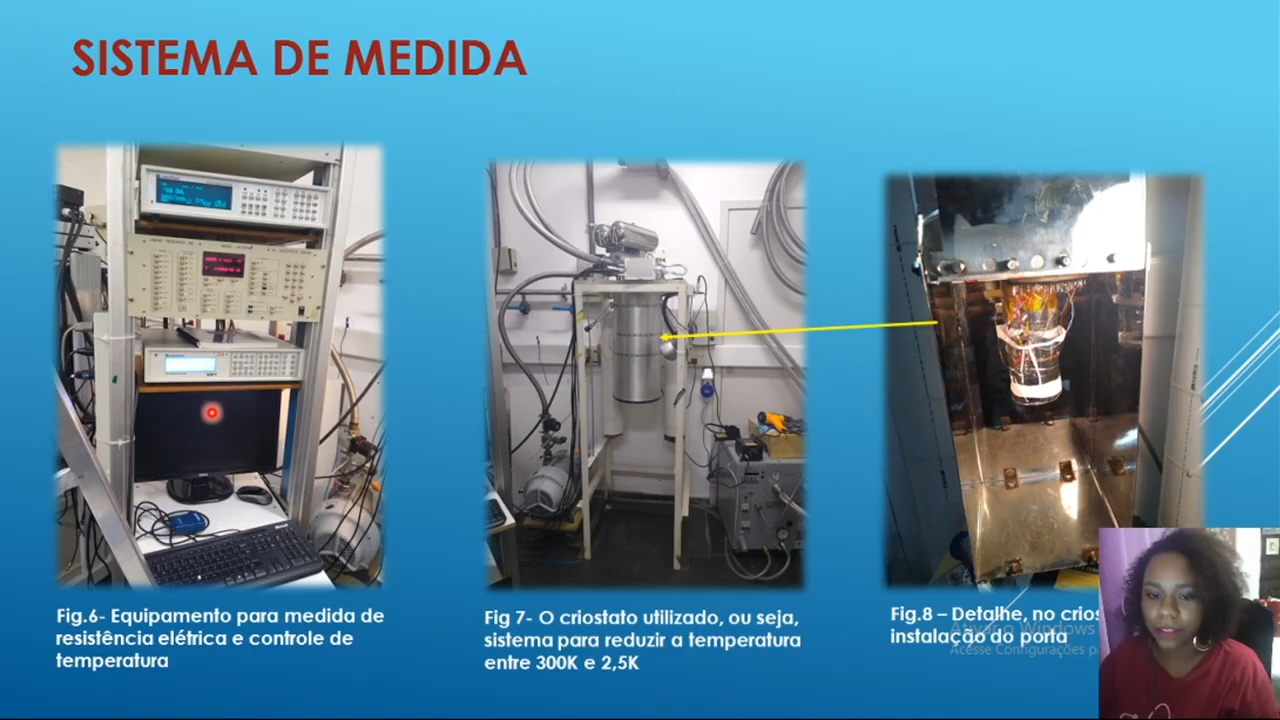 SISTEMA DE MEDIDA
Fig.6- Equipamento para medida de
resistência elétrica e controle de
temperatura
Fig 7- O criostato utilizado, ou seja,
sistema para reduzir a temperatura
entre 300K e 2,5K
Fig.8 – Detalhe, no crios
instalação do porta
Ativar o Windows
Acesse Configurações pa